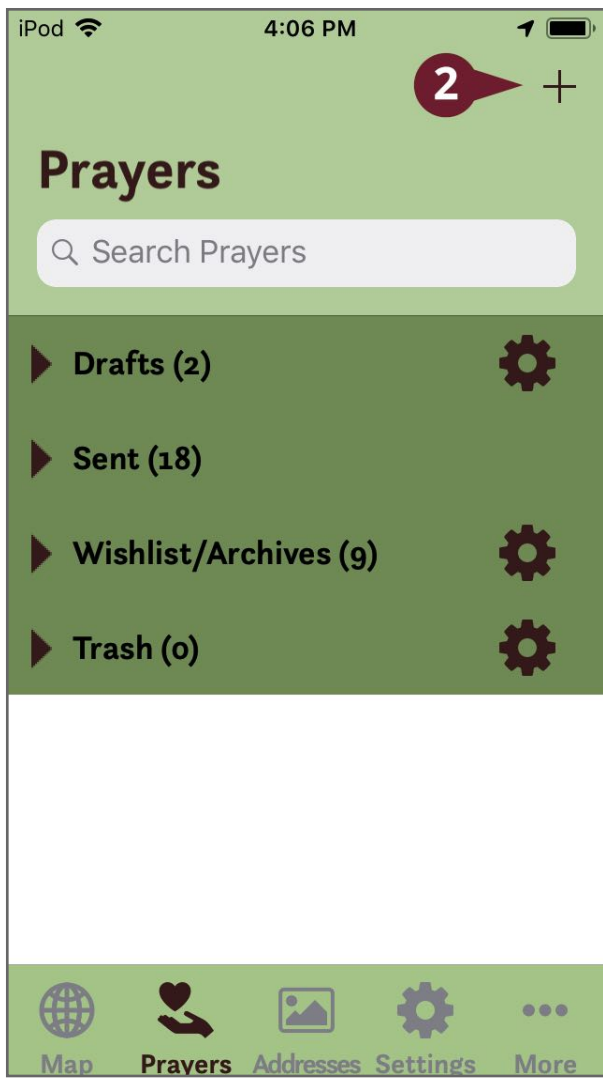 iPod 4:06 PM
2
Prayers
Search Prayers
Drafts (2)
Sent (18)
Wishlist/Archives (9)
Trash (0)
Map Prayers Addresses Settings More